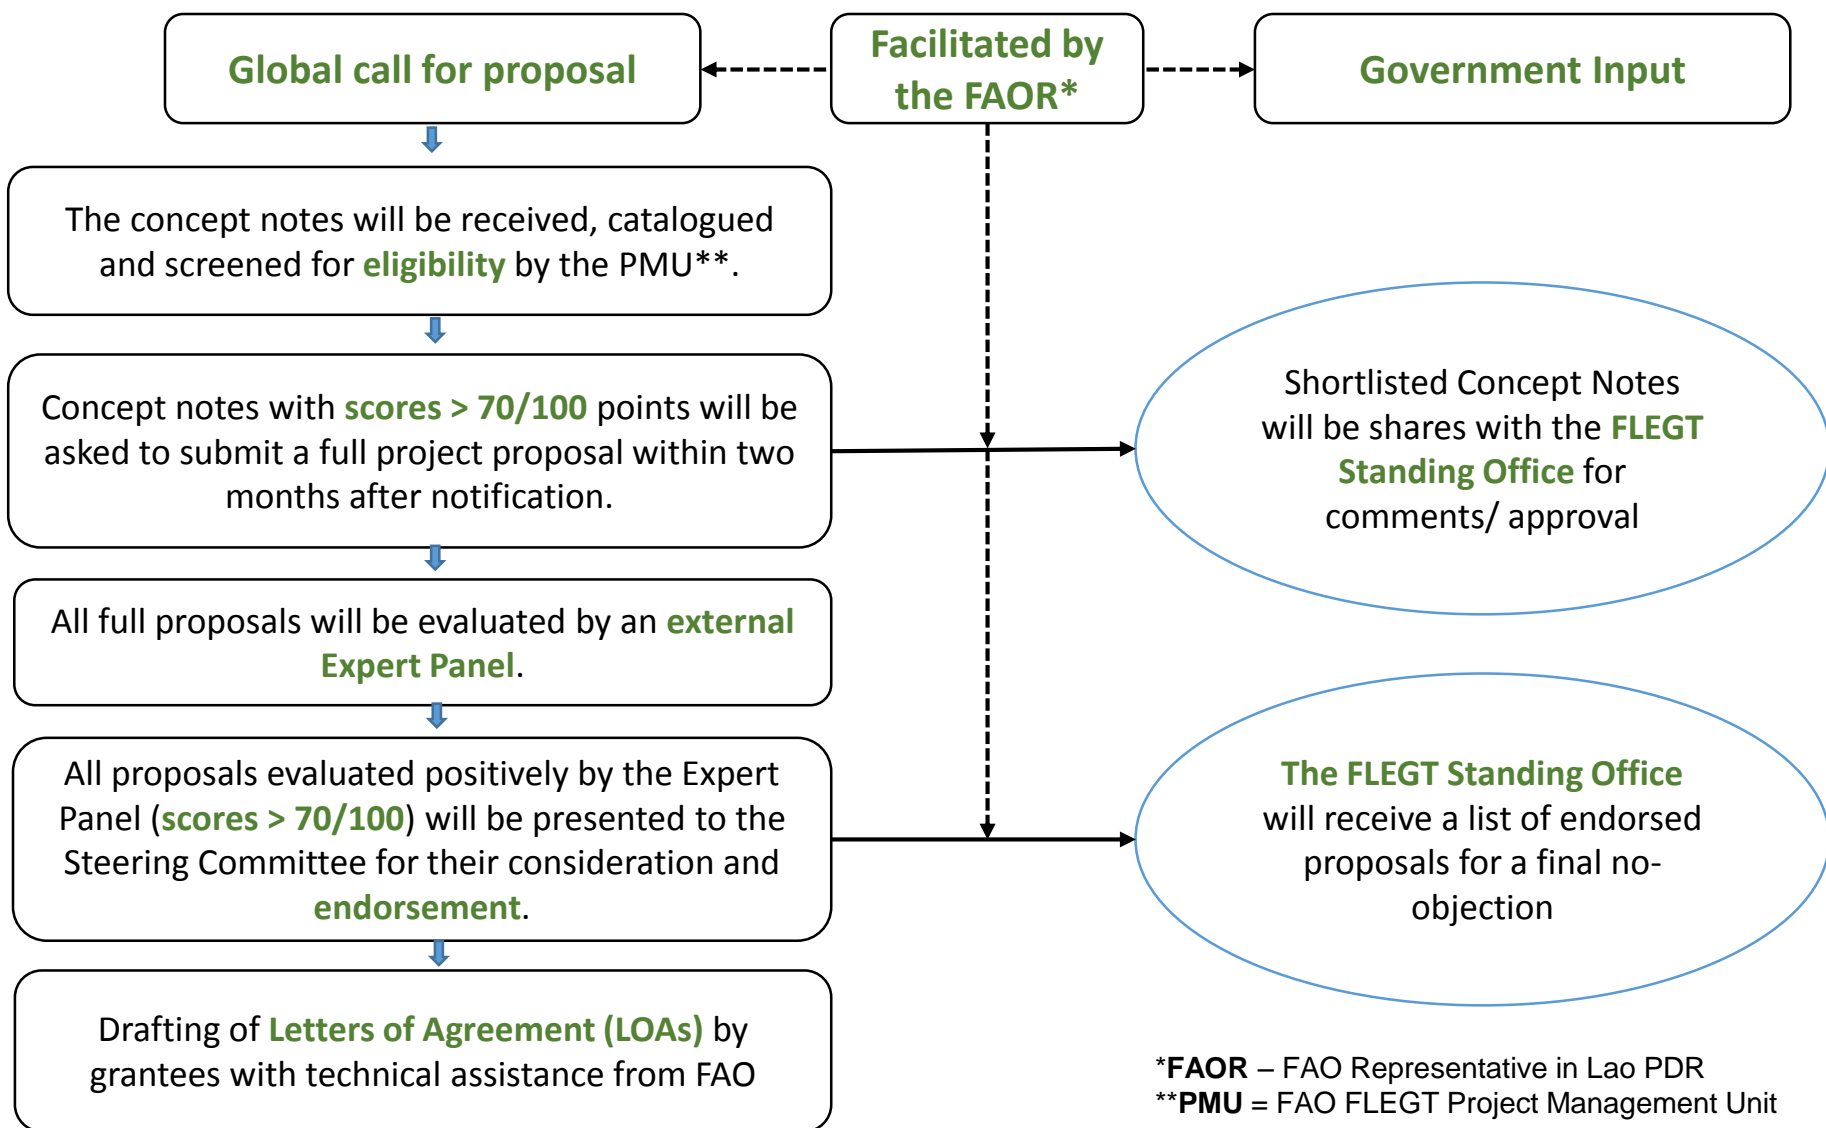 Global call for proposal
Facilitated by
the FAOR*
Government Input
The concept notes will be received, catalogued
and screened for eligibility by the PMU**.
Concept notes with scores > 70/100 points will be
asked to submit a full project proposal within two
months after notification.
Shortlisted Concept Notes
will be shares with the FLEGT
Standing Office for
comments/ approval
All full proposals will be evaluated by an external
Expert Panel.
All proposals evaluated positively by the Expert
Panel (scores > 70/100) will be presented to the
Steering Committee for their consideration and
endorsement.
The FLEGT Standing Office
will receive a list of endorsed
proposals for a final no-
objection
Drafting of Letters of Agreement (LOAs) by
grantees with technical assistance from FAO
*FAOR – FAO Representative in Lao PDR
**PMU = FAO FLEGT Project Management Unit